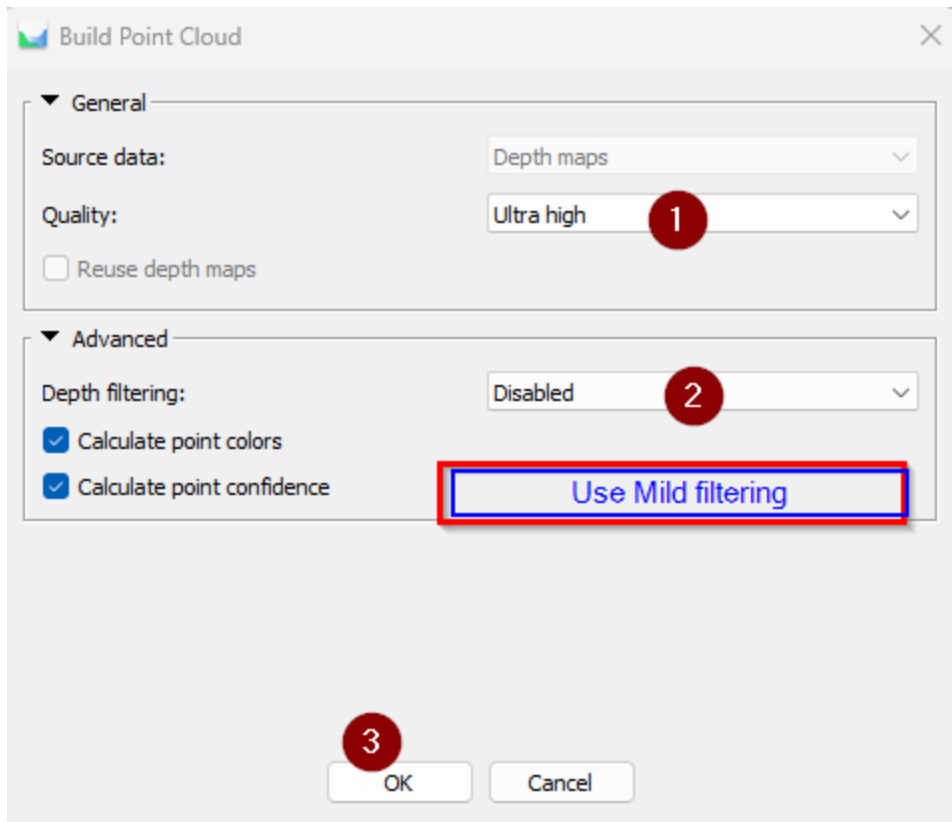 Build Point Cloud
General
Source data: Depth maps
Quality: Ultra high 1
Reuse depth maps
Advanced
Depth filtering: Disabled 2
Calculate point colors
Calculate point confidence Use Mild filtering
3
OK Cancel